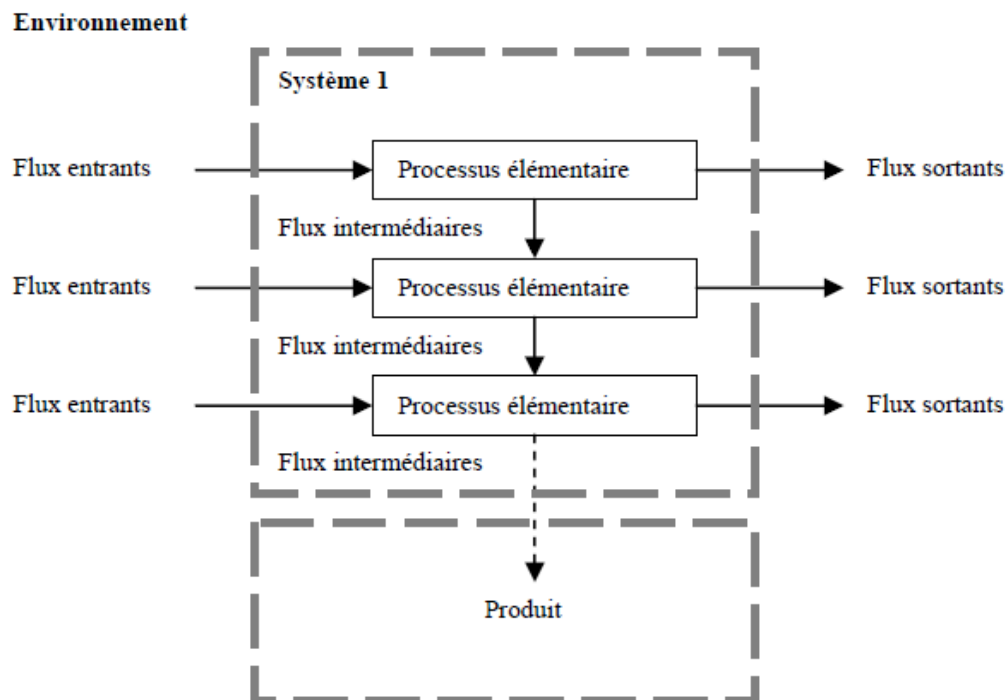 Environnement
Système 1
Flux entrants
Processus élémentaire
Flux sortants
Flux intermédiaires
Flux entrants
Processus élémentaire
Flux sortants
Flux intermédiaires
Flux entrants
Processus élémentaire
Flux sortants
Flux intermédiaires
Produit